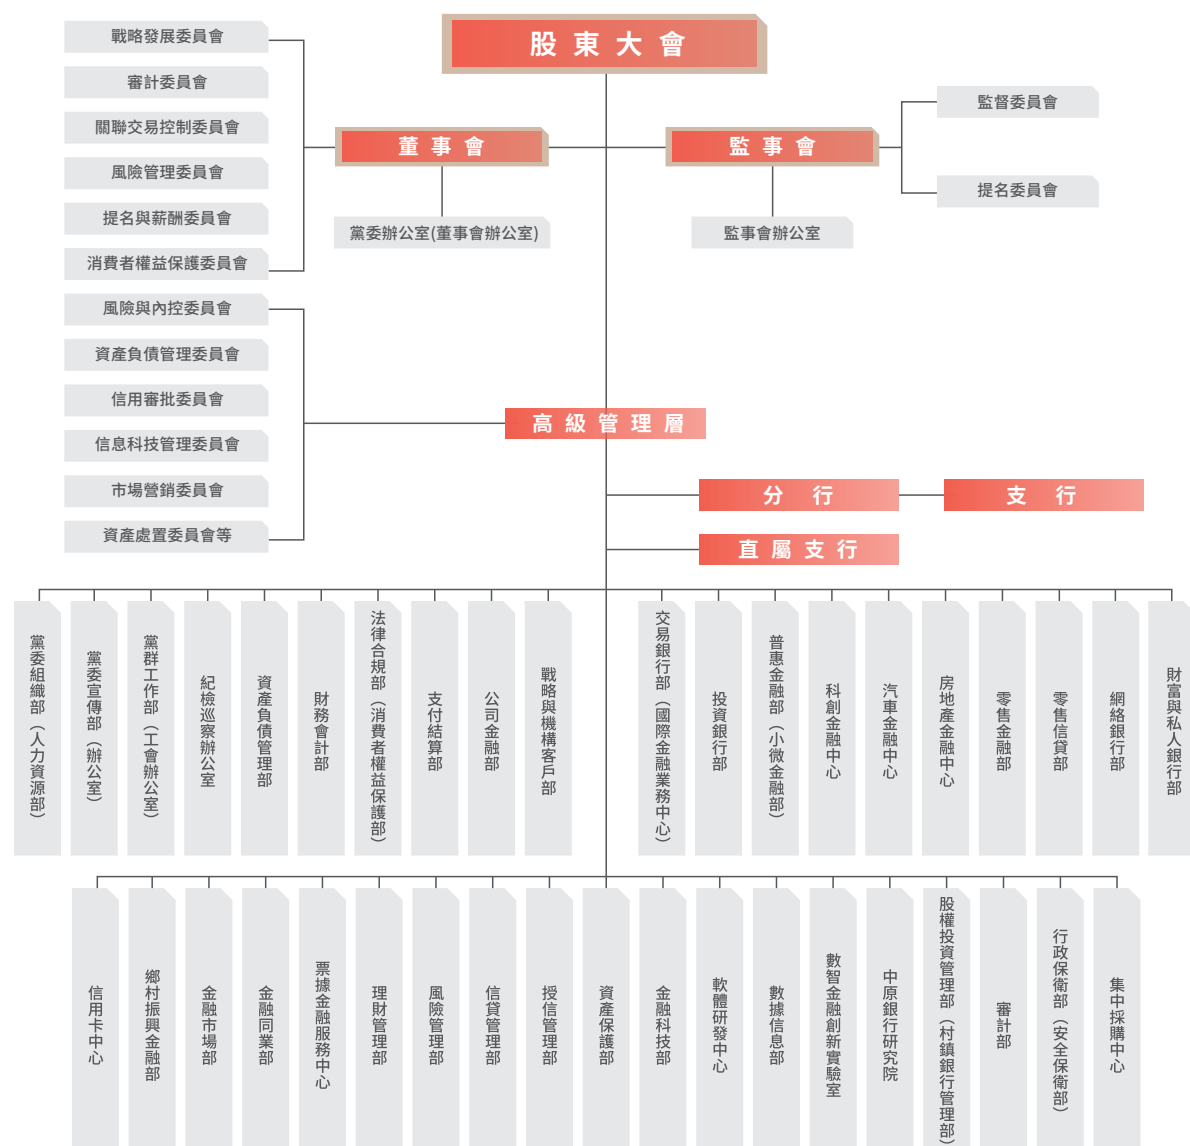 股東大會
戰略發展委員會
審計委員會
關聯交易控制委員會
風險管理委員會
提名與薪酬委員會
消費者權益保護委員會
董事會
監事會
監督委員會
提名委員會
黨委辦公室(董事會辦公室)
監事會辦公室
風險與內控委員會
資產負債管理委員會
信用審批委員會
信息科技管理委員會
市場營銷委員會
資產處置委員會等
高級管理層
分行
支行
直屬支行
黨委組織部（人力資源部）
黨委宣傳部（辦公室）
黨群工作部（工會辦公室）
紀檢巡察辦公室
資產負債管理部
財務會計部
法律合規部（消費者權益保護部）
支付結算部
公司金融部
戰略與機構客戶部
交易銀行部（國際金融業務中心）
投資銀行部
普惠金融部（小微金融部）
科創金融中心
汽車金融中心
房地產金融中心
零售金融部
零售信貸部
網絡銀行部
財富與私人銀行部
信用卡中心
鄉村振興金融部
金融市場部
金融同業部
票據金融服務中心
理財管理部
風險管理部
信貸管理部
授信管理部
資產保護部
金融科技部
軟體研發中心
數據信息部
數智金融創新實驗室
中原銀行研究院
股權投資管理部（村鎮銀行管理部）
審計部
行政保衛部（安全保衛部）
集中採購中心